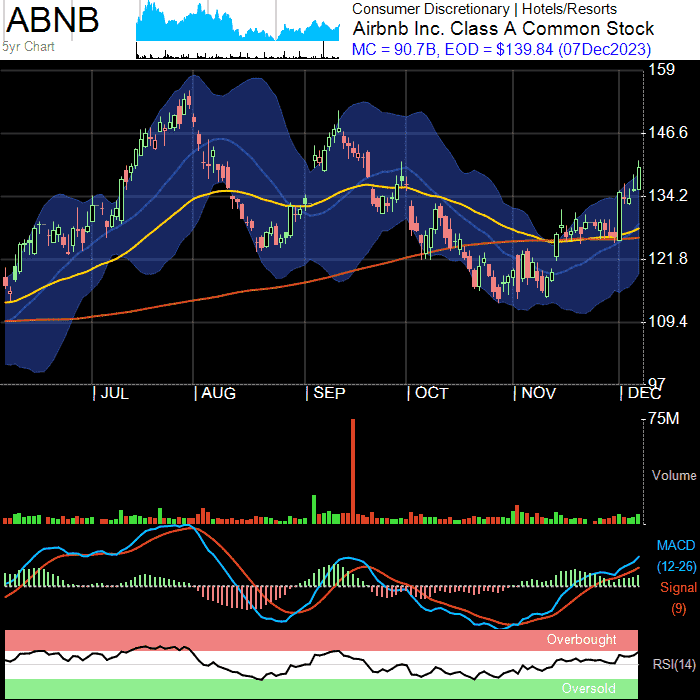 ABNB
5yr Chart
Consumer Discretionary | Hotels/Resorts
Airbnb Inc. Class A Common Stock
MC = 90.7B, EOD = $139.84 (07Dec2023)
159
146.6
134.2
121.8
109.4
97
JUL AUG SEP OCT NOV DEC
75M
Volume
MACD
(12-26)
Signal
(9)
Overbought
RSI(14)
Oversold